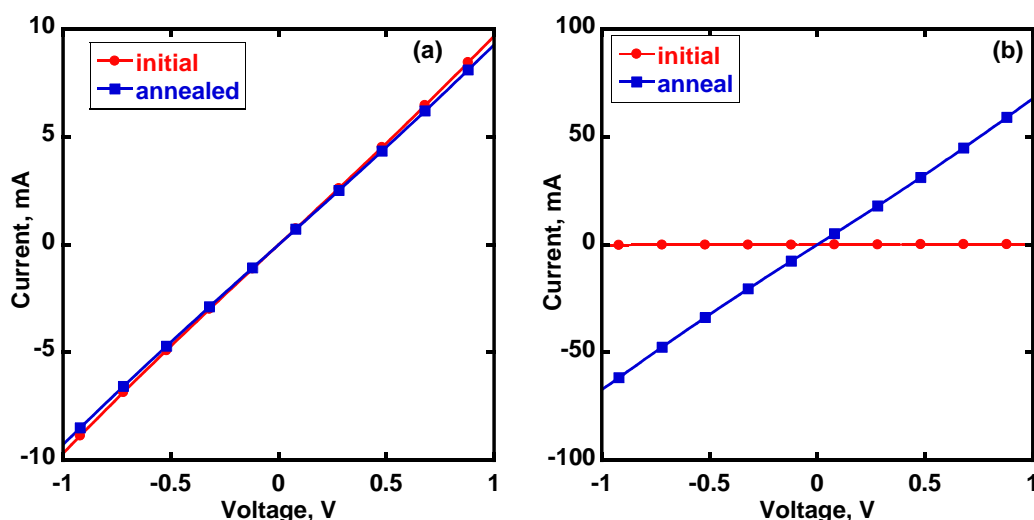 (a)
initial
annealed
10
5
0
-5
-10
Current, mA
-1
-0.5
0
0.5
1
Voltage, V
(b)
initial
anneal
100
50
0
-50
-100
Current, mA
-1
-0.5
0
0.5
1
Voltage, V